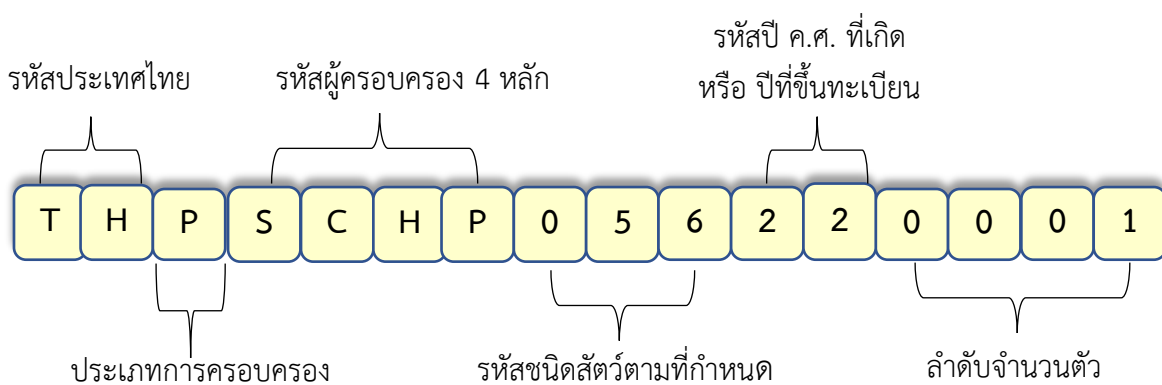 รหัสปี ค.ศ. ที่เกิด
หรือ ปีที่ขึ้นทะเบียน
รหัสประเทศไทย
รหัสผู้ครอบครอง 4 หลัก
T H P S C H P 0 5 6 2 2 0 0 0 1
ประเภทการครอบครอง
รหัสชนิดสัตว์ตามที่กำหนด
ลำดับจำนวนตัว